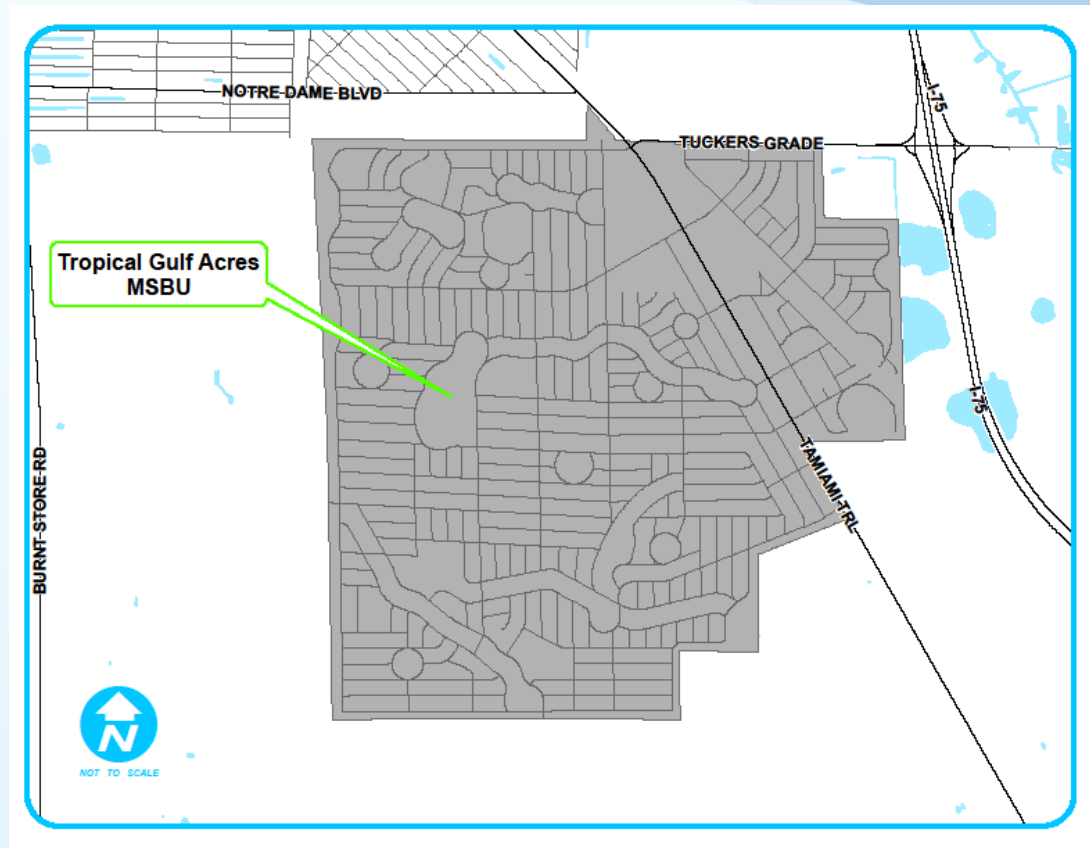 NOTRE DAME BLVD
I-75
TUCKERS GRADE
Tropical Gulf Acres
MSBU
I-75
TAMIAMI TRL
BURNT STORE RD
N
NOT TO SCALE